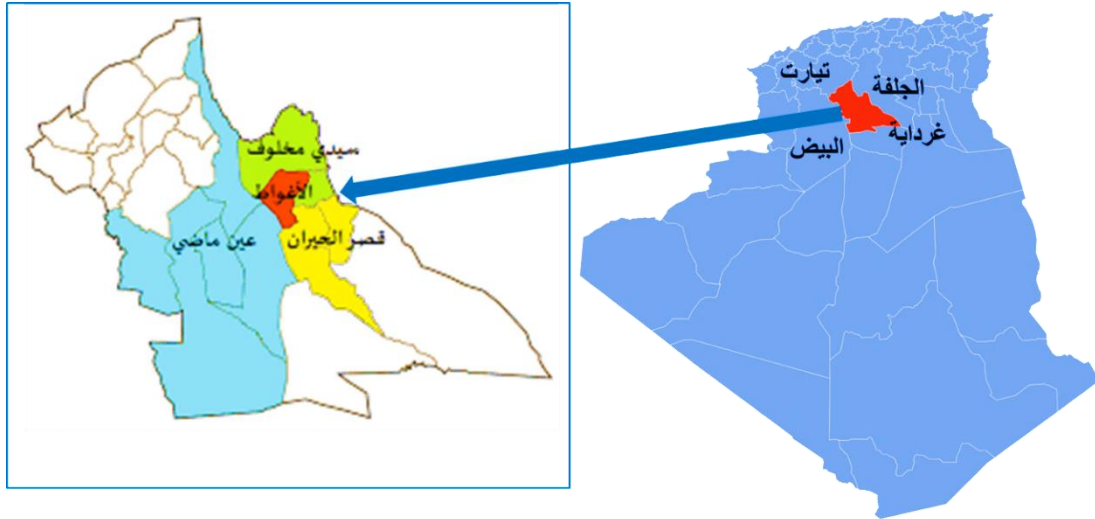 تيارت
الجلفة
غرداية
البيض
سيدي مخلوف
الأغواط
عين ماضي
قصر الحيران